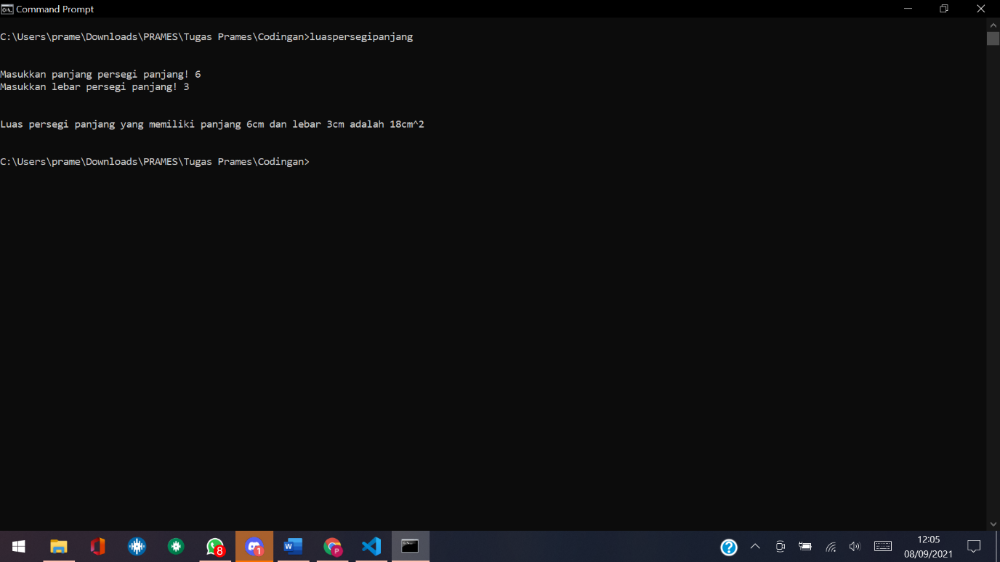 Command Prompt
C:\Users\prame\Downloads\PRAMES\Tugas Prames\Codingan>luaspersegipanjang
Masukkan panjang persegi panjang! 6
Masukkan lebar persegi panjang! 3
Luas persegi panjang yang memiliki panjang 6cm dan lebar 3cm adalah 18cm^2
C:\Users\prame\Downloads\PRAMES\Tugas Prames\Codingan>
8
1
W
P
C:\.
?
12:05
08/09/2021